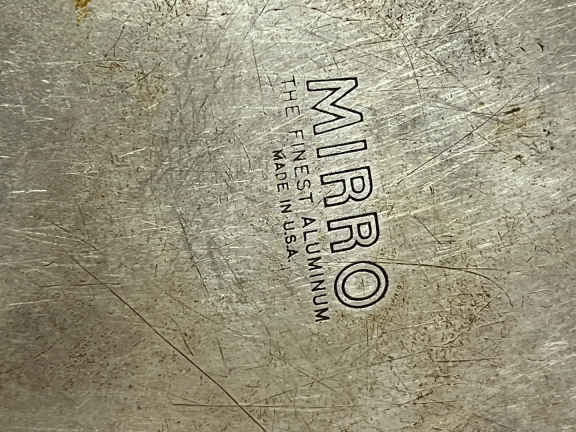 MIRRO
THE FINEST ALUMINUM
MADE IN U.S.A.